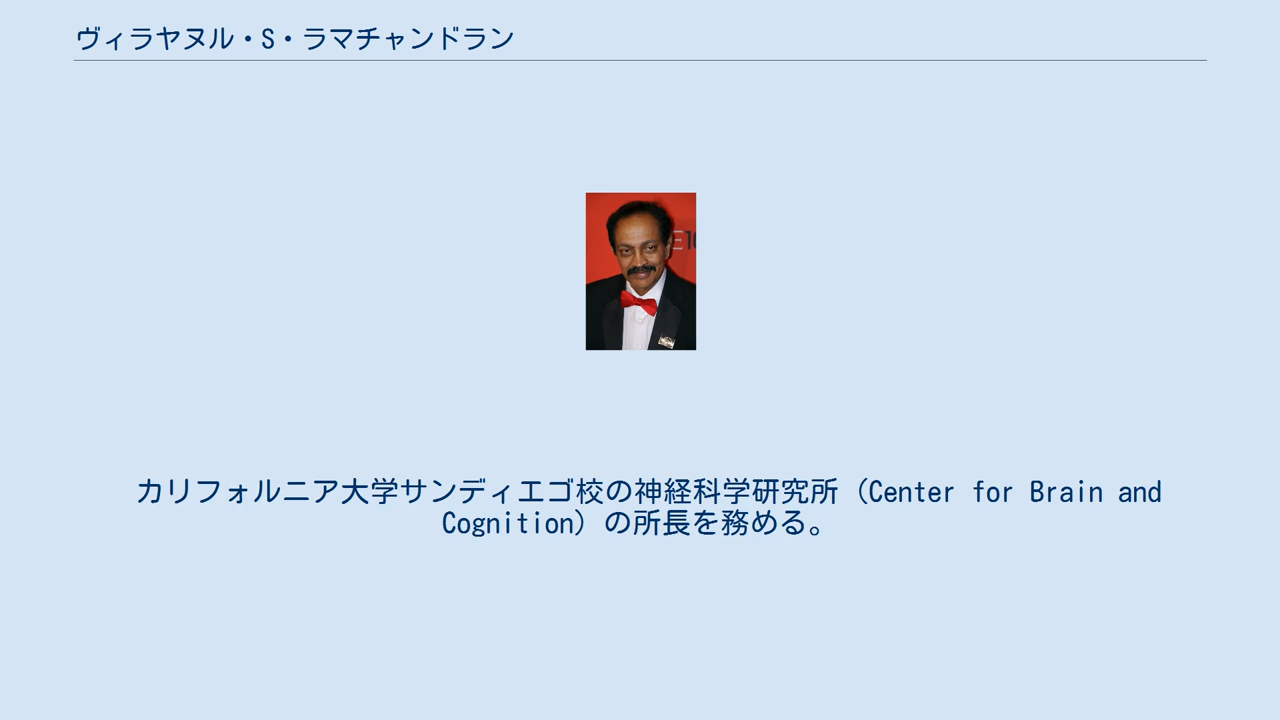 ヴィラヤヌル・S・ラマチャンドラン
E10
カリフォルニア大学サンディエゴ校の神経科学研究所（Center for Brain and
Cognition）の所長を務める。